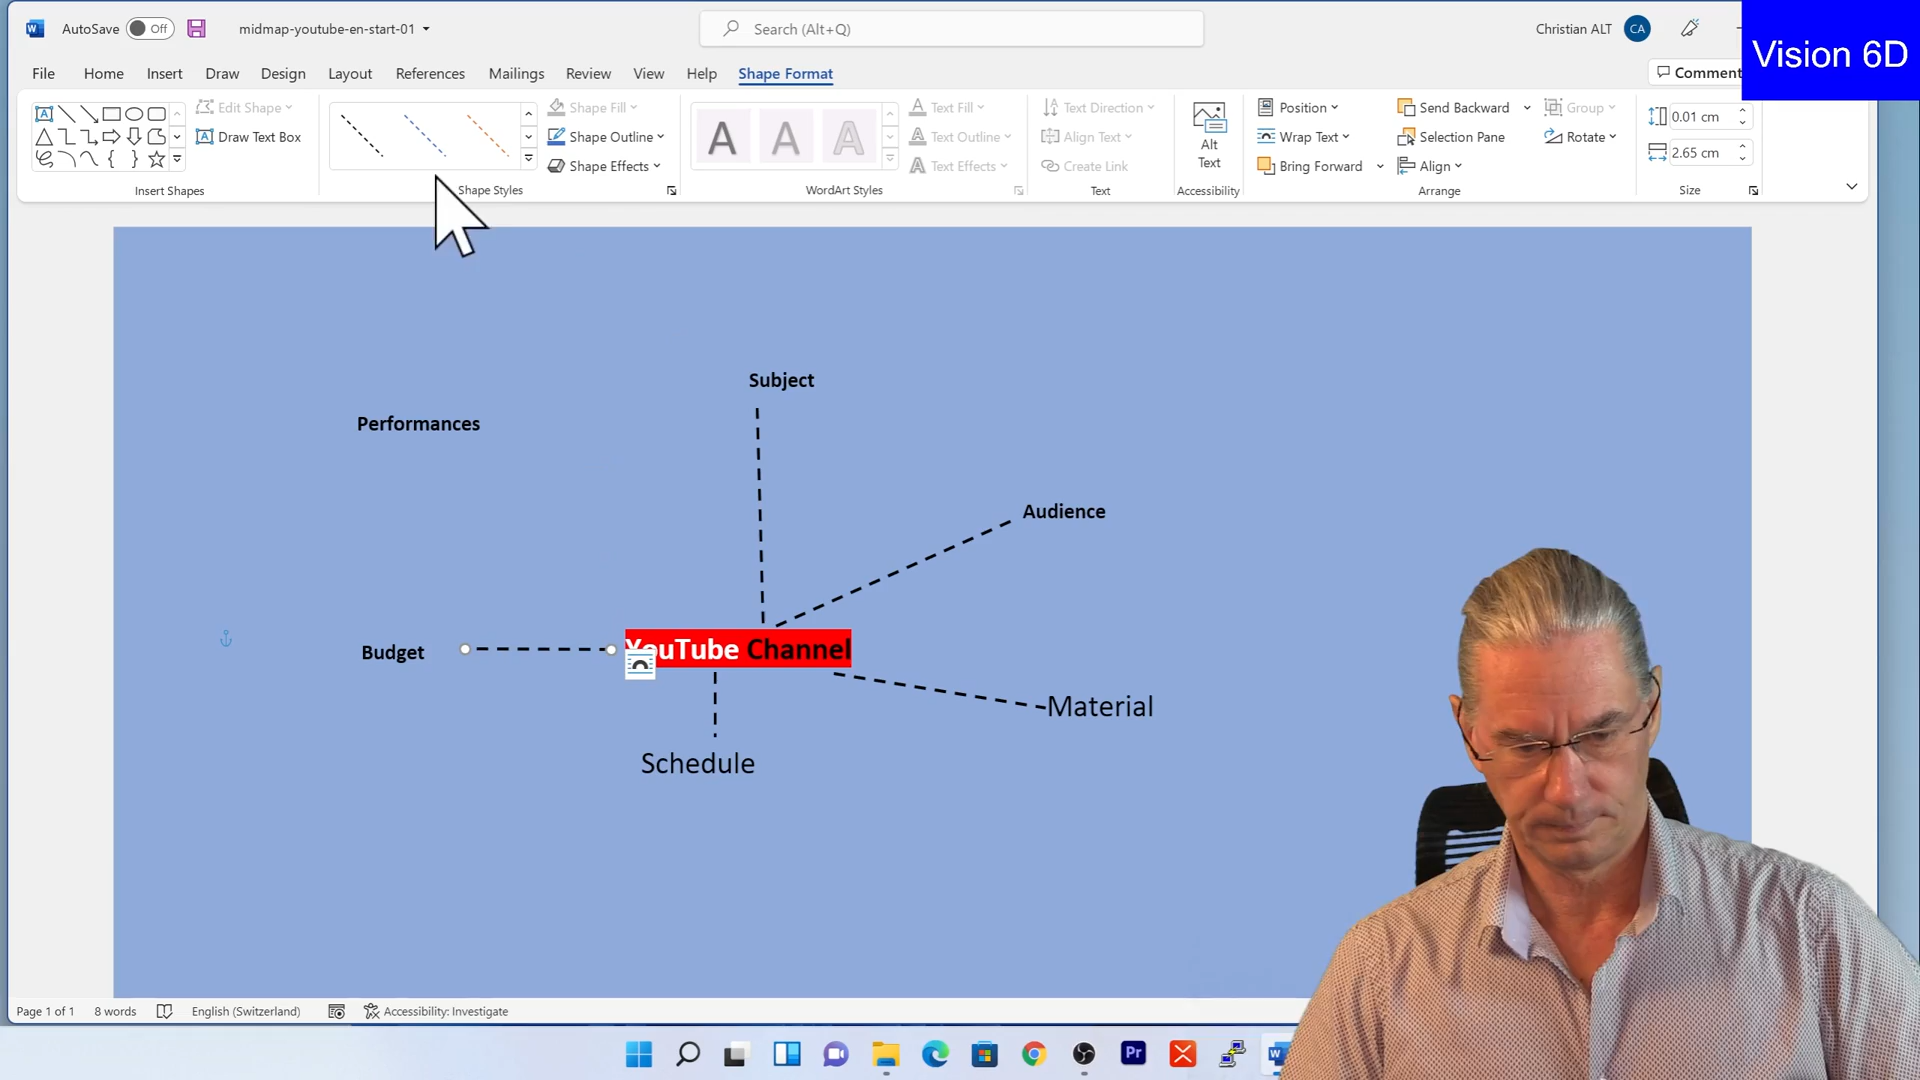 AutoSave Off midmap-youtube-en-start-01 Search (Alt+Q) Christian ALT CA
Vision 6D
File Home Insert Draw Design Layout References Mailings Review View Help Shape Format
Edit Shape
Draw Text Box
Insert Shapes
Shape Fill
Shape Outline
Shape Effects
Shape Styles
A A A
WordArt Styles
Text Fill
Text Outline
Text Effects
Text Direction
Align Text
Create Link
Text
Alt
Text
Accessibility
Position
Wrap Text
Bring Forward
Send Backward
Selection Pane
Align
Group
Rotate
Arrange
0.01 cm
2.65 cm
Size
Subject
Performances
Audience
Budget
YouTube Channel
Material
Schedule
Page 1 of 1 8 words English (Switzerland) Accessibility: Investigate
Pr